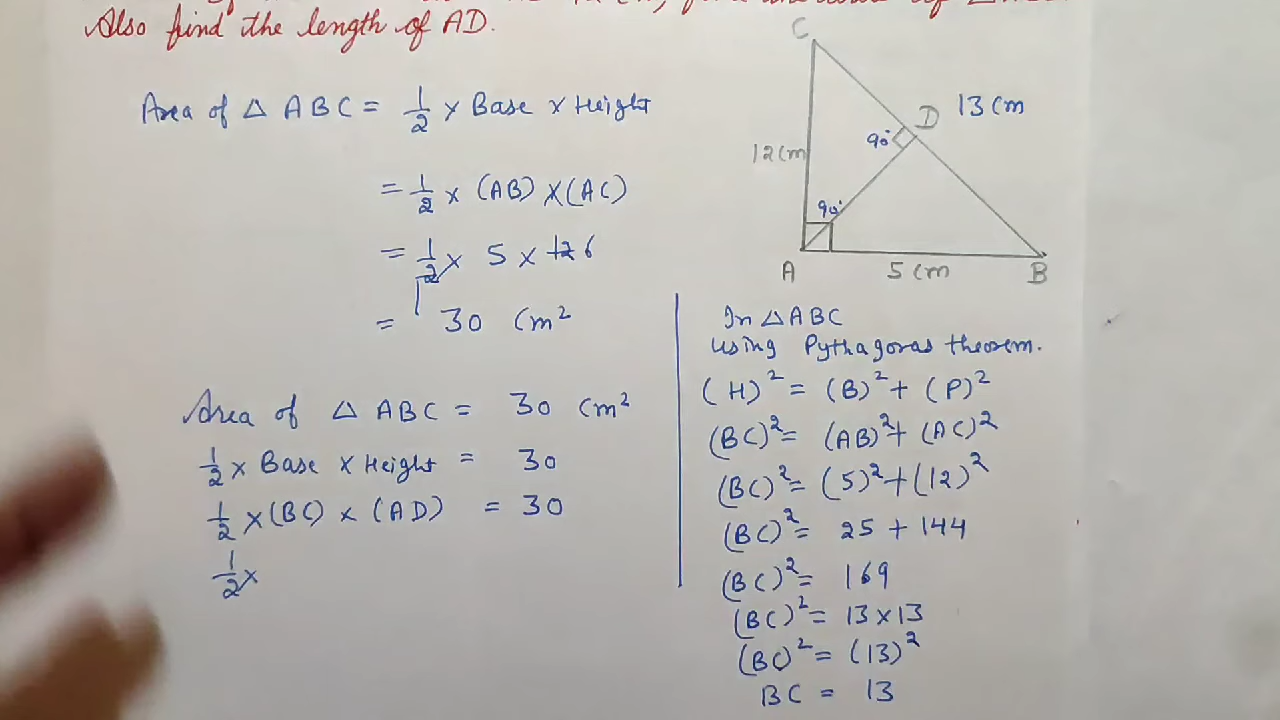 Also find the length of AD.
Area of △ ABC = 1/2 × Base × Height
= 1/2 × (AB) × (AC)
= 1/2 × 5 × 12 6
1
= 30 Cm²
Area of △ ABC = 30 Cm²
1/2 × Base × Height = 30
1/2 × (BC) × (AD) = 30
1/2 ×
C
D 13 Cm
90°
12 Cm
90°
A 5 Cm B
In △ABC
using Pythagoras theorem.
(H)² = (B)² + (P)²
(BC)² = (AB)² + (AC)²
(BC)² = (5)² + (12)²
(BC)² = 25 + 144
(BC)² = 169
(BC)² = 13 × 13
(BC)² = (13)²
BC = 13